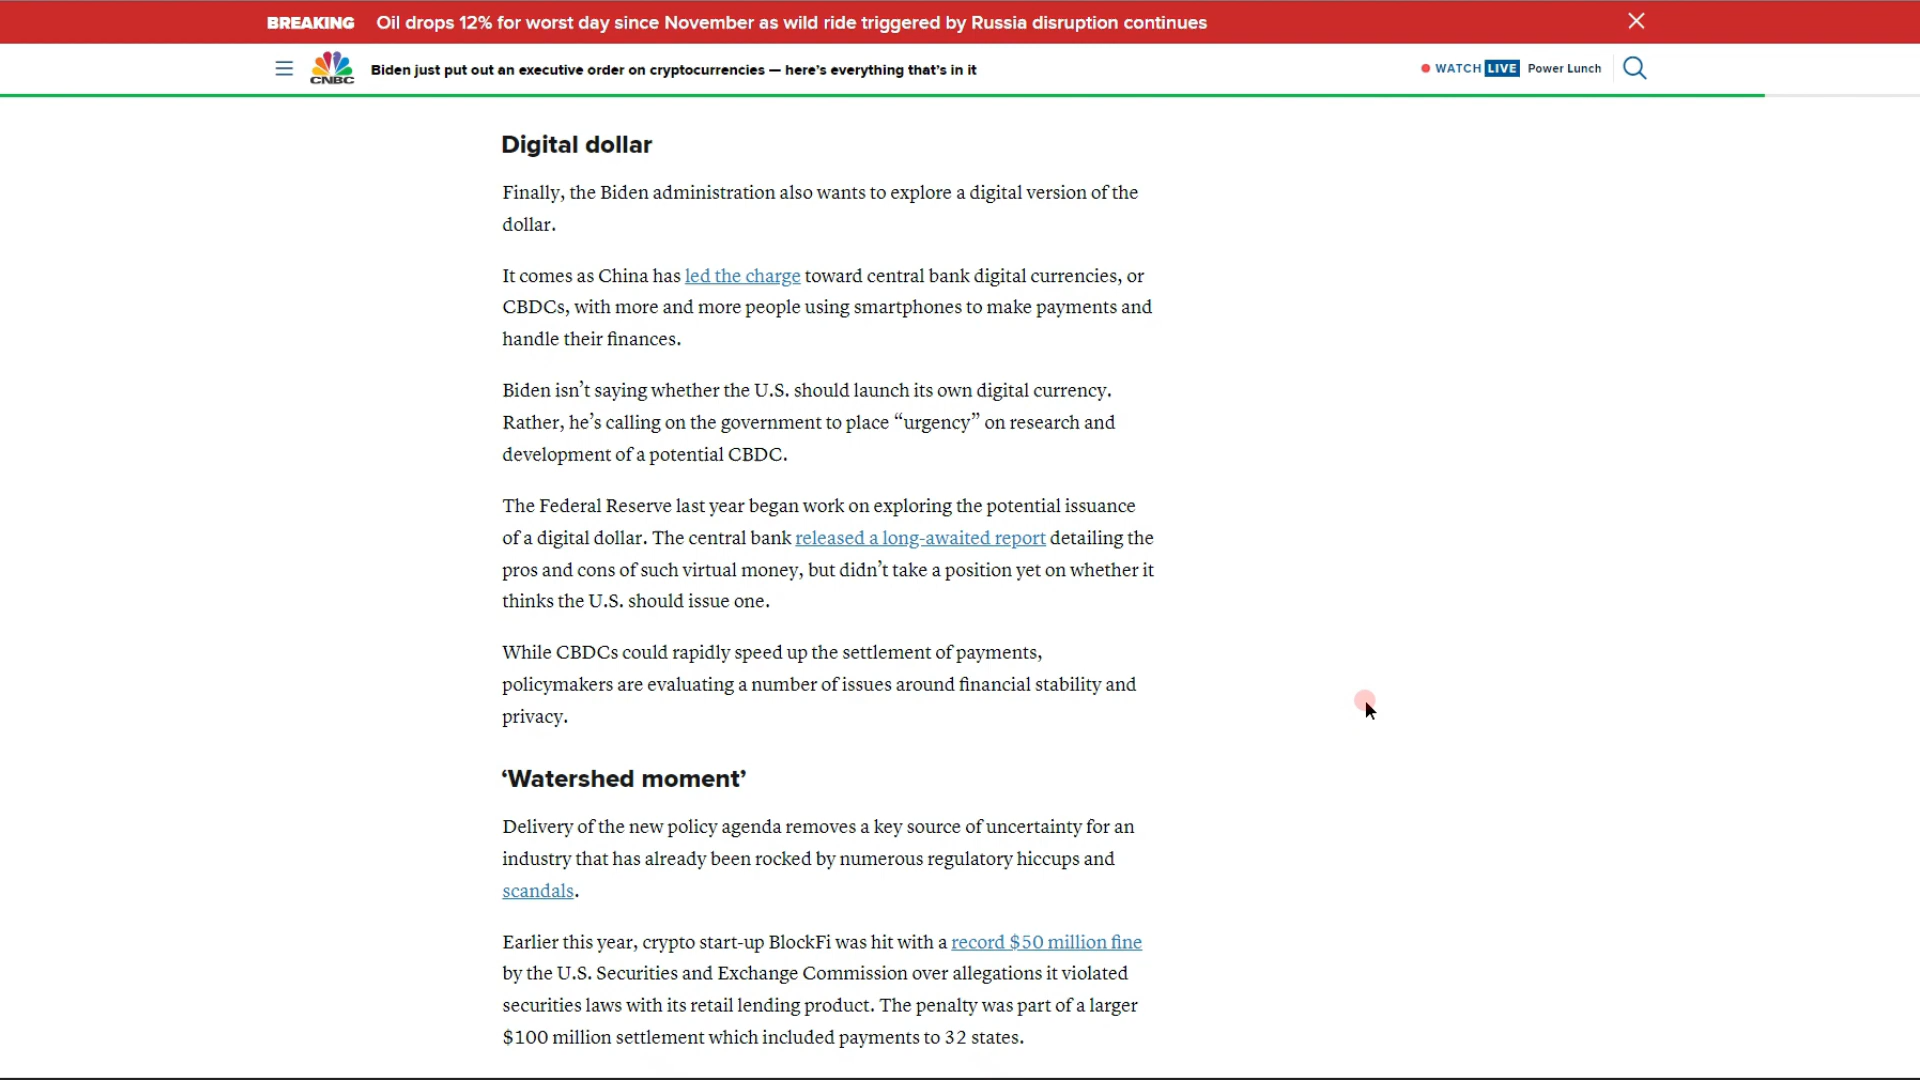 BREAKING Oil drops 12% for worst day since November as wild ride triggered by Russia disruption continues
CNBC Biden just put out an executive order on cryptocurrencies — here’s everything that’s in it WATCH LIVE Power Lunch
Digital dollar
Finally, the Biden administration also wants to explore a digital version of the
dollar.
It comes as China has led the charge toward central bank digital currencies, or
CBDCs, with more and more people using smartphones to make payments and
handle their finances.
Biden isn’t saying whether the U.S. should launch its own digital currency.
Rather, he’s calling on the government to place “urgency” on research and
development of a potential CBDC.
The Federal Reserve last year began work on exploring the potential issuance
of a digital dollar. The central bank released a long-awaited report detailing the
pros and cons of such virtual money, but didn’t take a position yet on whether it
thinks the U.S. should issue one.
While CBDCs could rapidly speed up the settlement of payments,
policymakers are evaluating a number of issues around financial stability and
privacy.
‘Watershed moment’
Delivery of the new policy agenda removes a key source of uncertainty for an
industry that has already been rocked by numerous regulatory hiccups and
scandals.
Earlier this year, crypto start-up BlockFi was hit with a record $50 million fine
by the U.S. Securities and Exchange Commission over allegations it violated
securities laws with its retail lending product. The penalty was part of a larger
$100 million settlement which included payments to 32 states.